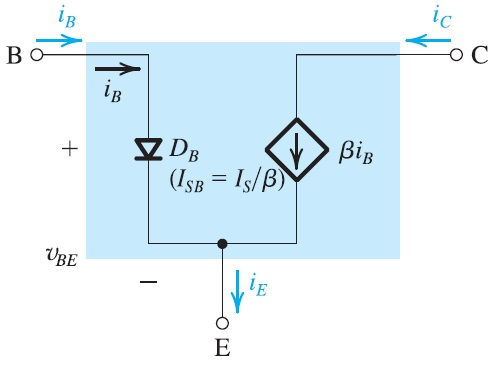 i_B
i_C
B
C
i_B
+
D_B
βi_B
(I_SB = I_S/β)
v_BE
−
i_E
E